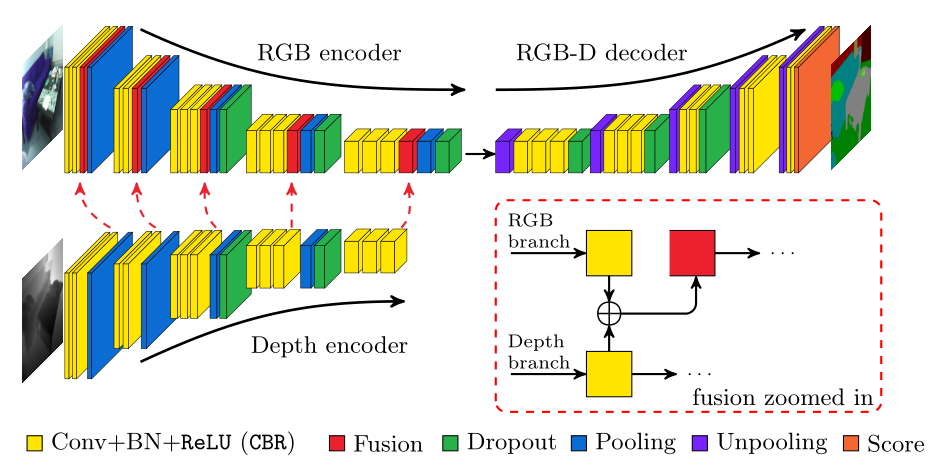 RGB encoder
RGB-D decoder
RGB
branch
Depth
branch
· · ·
· · ·
fusion zoomed in
Depth encoder
Conv+BN+ReLU (CBR)
Fusion
Dropout
Pooling
Unpooling
Score